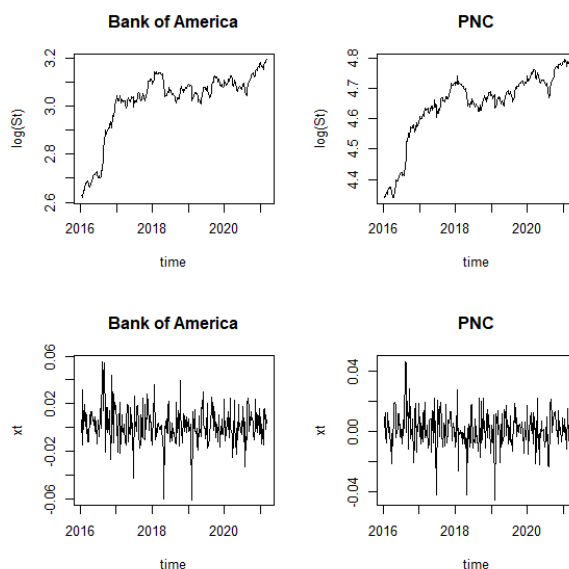 Bank of America
PNC
log(St)
2.6 2.8 3.0 3.2
2016 2018 2020
time
log(St)
4.4 4.5 4.6 4.7 4.8
2016 2018 2020
time
Bank of America
PNC
xt
-0.06 -0.02 0.02 0.06
2016 2018 2020
time
xt
-0.04 0.00 0.04
2016 2018 2020
time